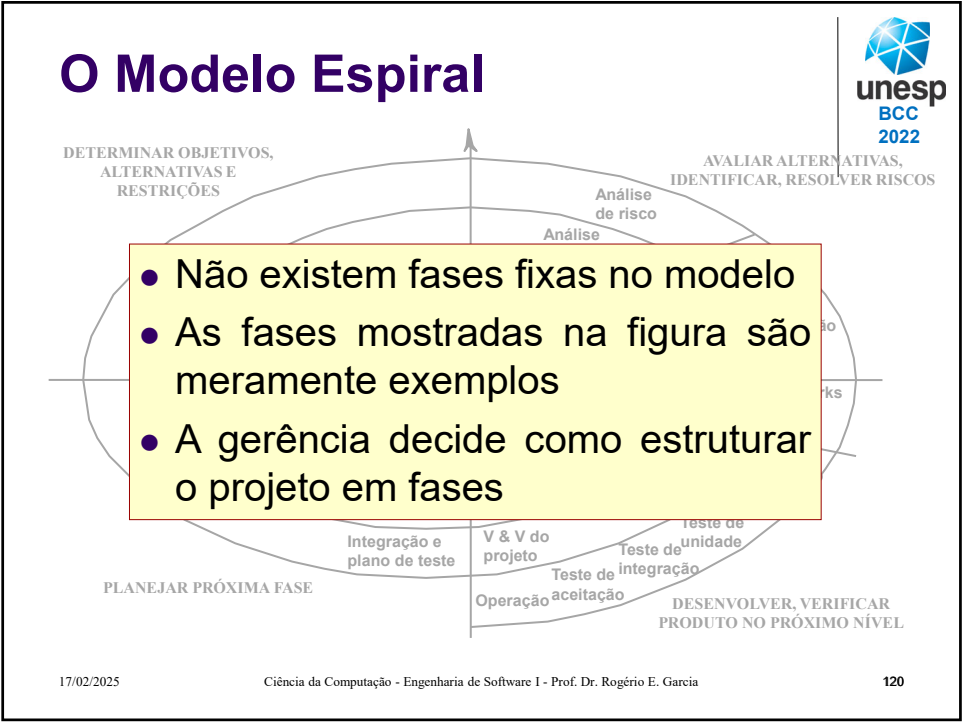 O Modelo Espiral
unesp
BCC
2022
DETERMINAR OBJETIVOS,
ALTERNATIVAS E
RESTRIÇÕES
AVALIAR ALTERNATIVAS,
IDENTIFICAR, RESOLVER RISCOS
Análise
de risco
Análise
• Não existem fases fixas no modelo
• As fases mostradas na figura são
meramente exemplos
• A gerência decide como estruturar
o projeto em fases
Integração e
plano de teste
V & V do
projeto
Teste de
unidade
Teste de
integração
Teste de
aceitação
Operação
PLANEJAR PRÓXIMA FASE
DESENVOLVER, VERIFICAR
PRODUTO NO PRÓXIMO NÍVEL
17/02/2025
Ciência da Computação - Engenharia de Software I - Prof. Dr. Rogério E. Garcia
120